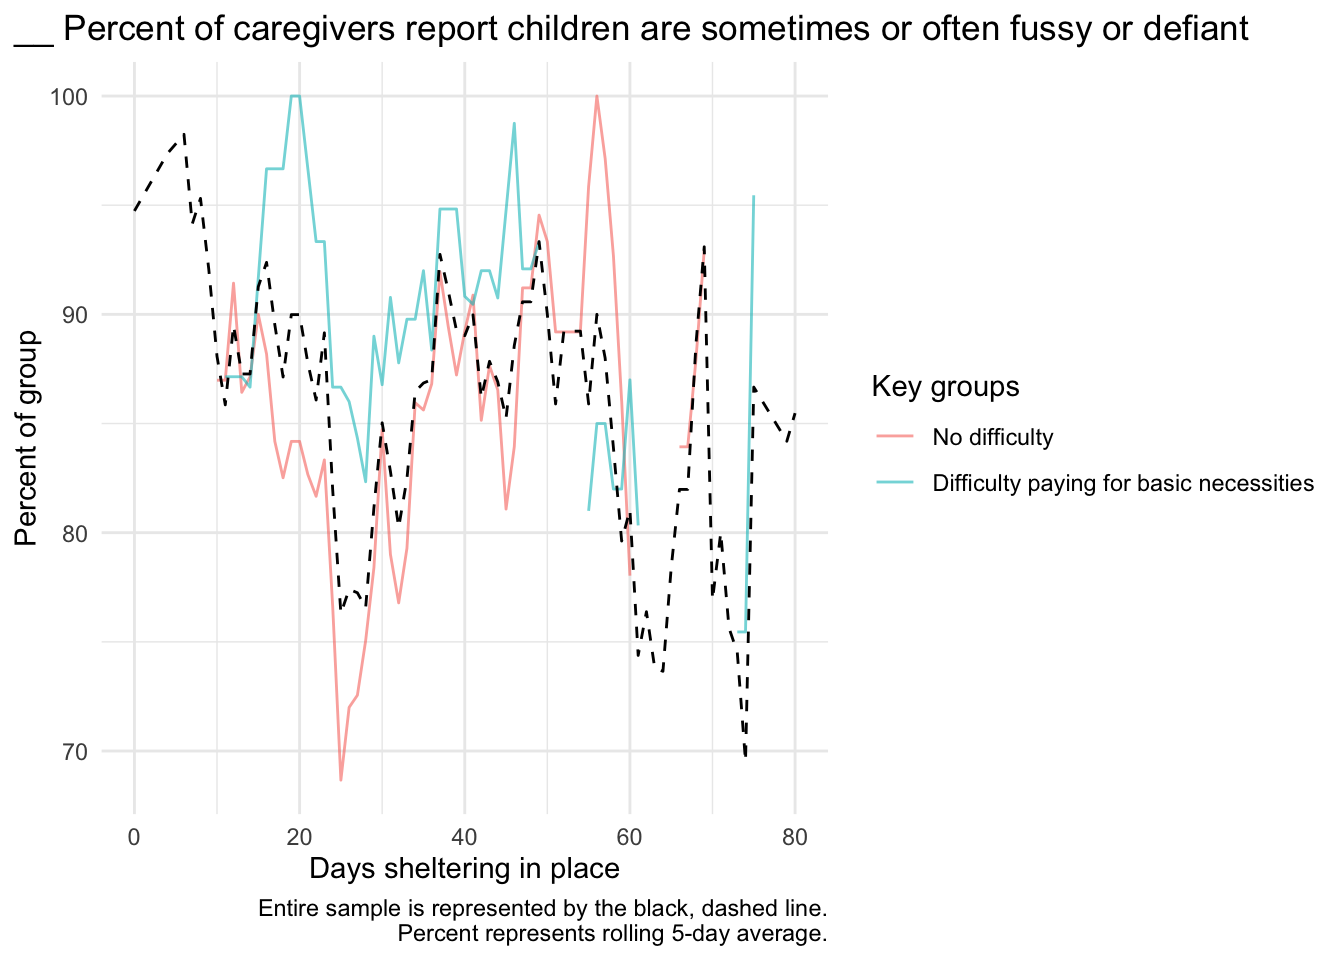 __ Percent of caregivers report children are sometimes or often fussy or defiant
Percent of group
100
90
80
70
0 20 40 60 80
Days sheltering in place
Key groups
No difficulty
Difficulty paying for basic necessities
Entire sample is represented by the black, dashed line.
Percent represents rolling 5-day average.